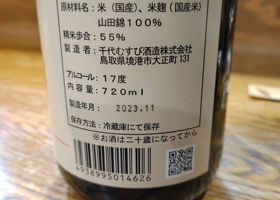 原材料名：米（国産）、米麹（国産米）
山田錦100％
精米歩合：55％
製造者：千代むすび酒造株式会社
鳥取県境港市大正町131
アルコール：17度
内容量：720ml
製造年月：2023.11
保存方法：冷蔵庫にて保存
※お酒は二十歳になってから
4938995014626